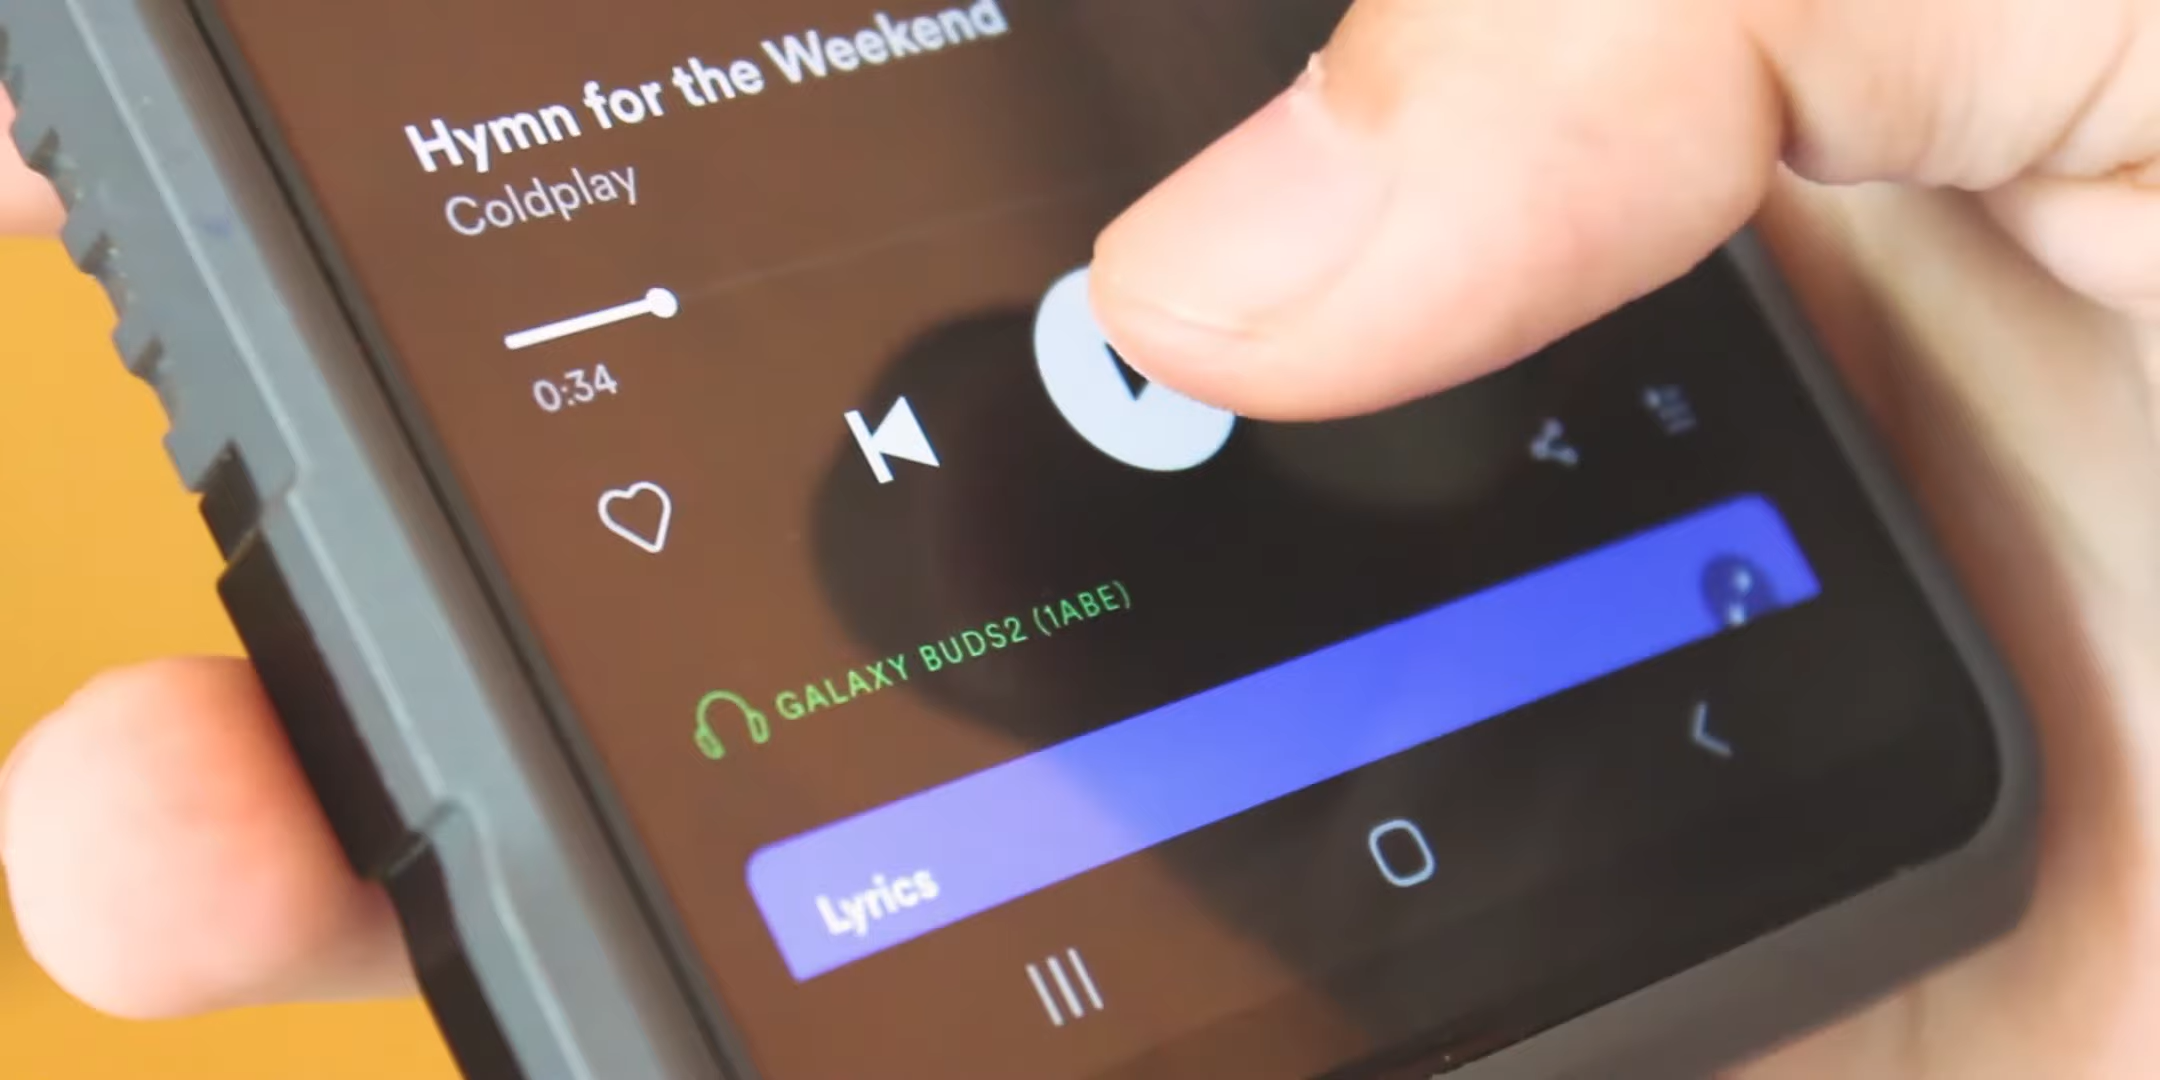 Hymn for the Weekend
Coldplay
0:34
GALAXY BUDS2 (1ABE)
Lyrics